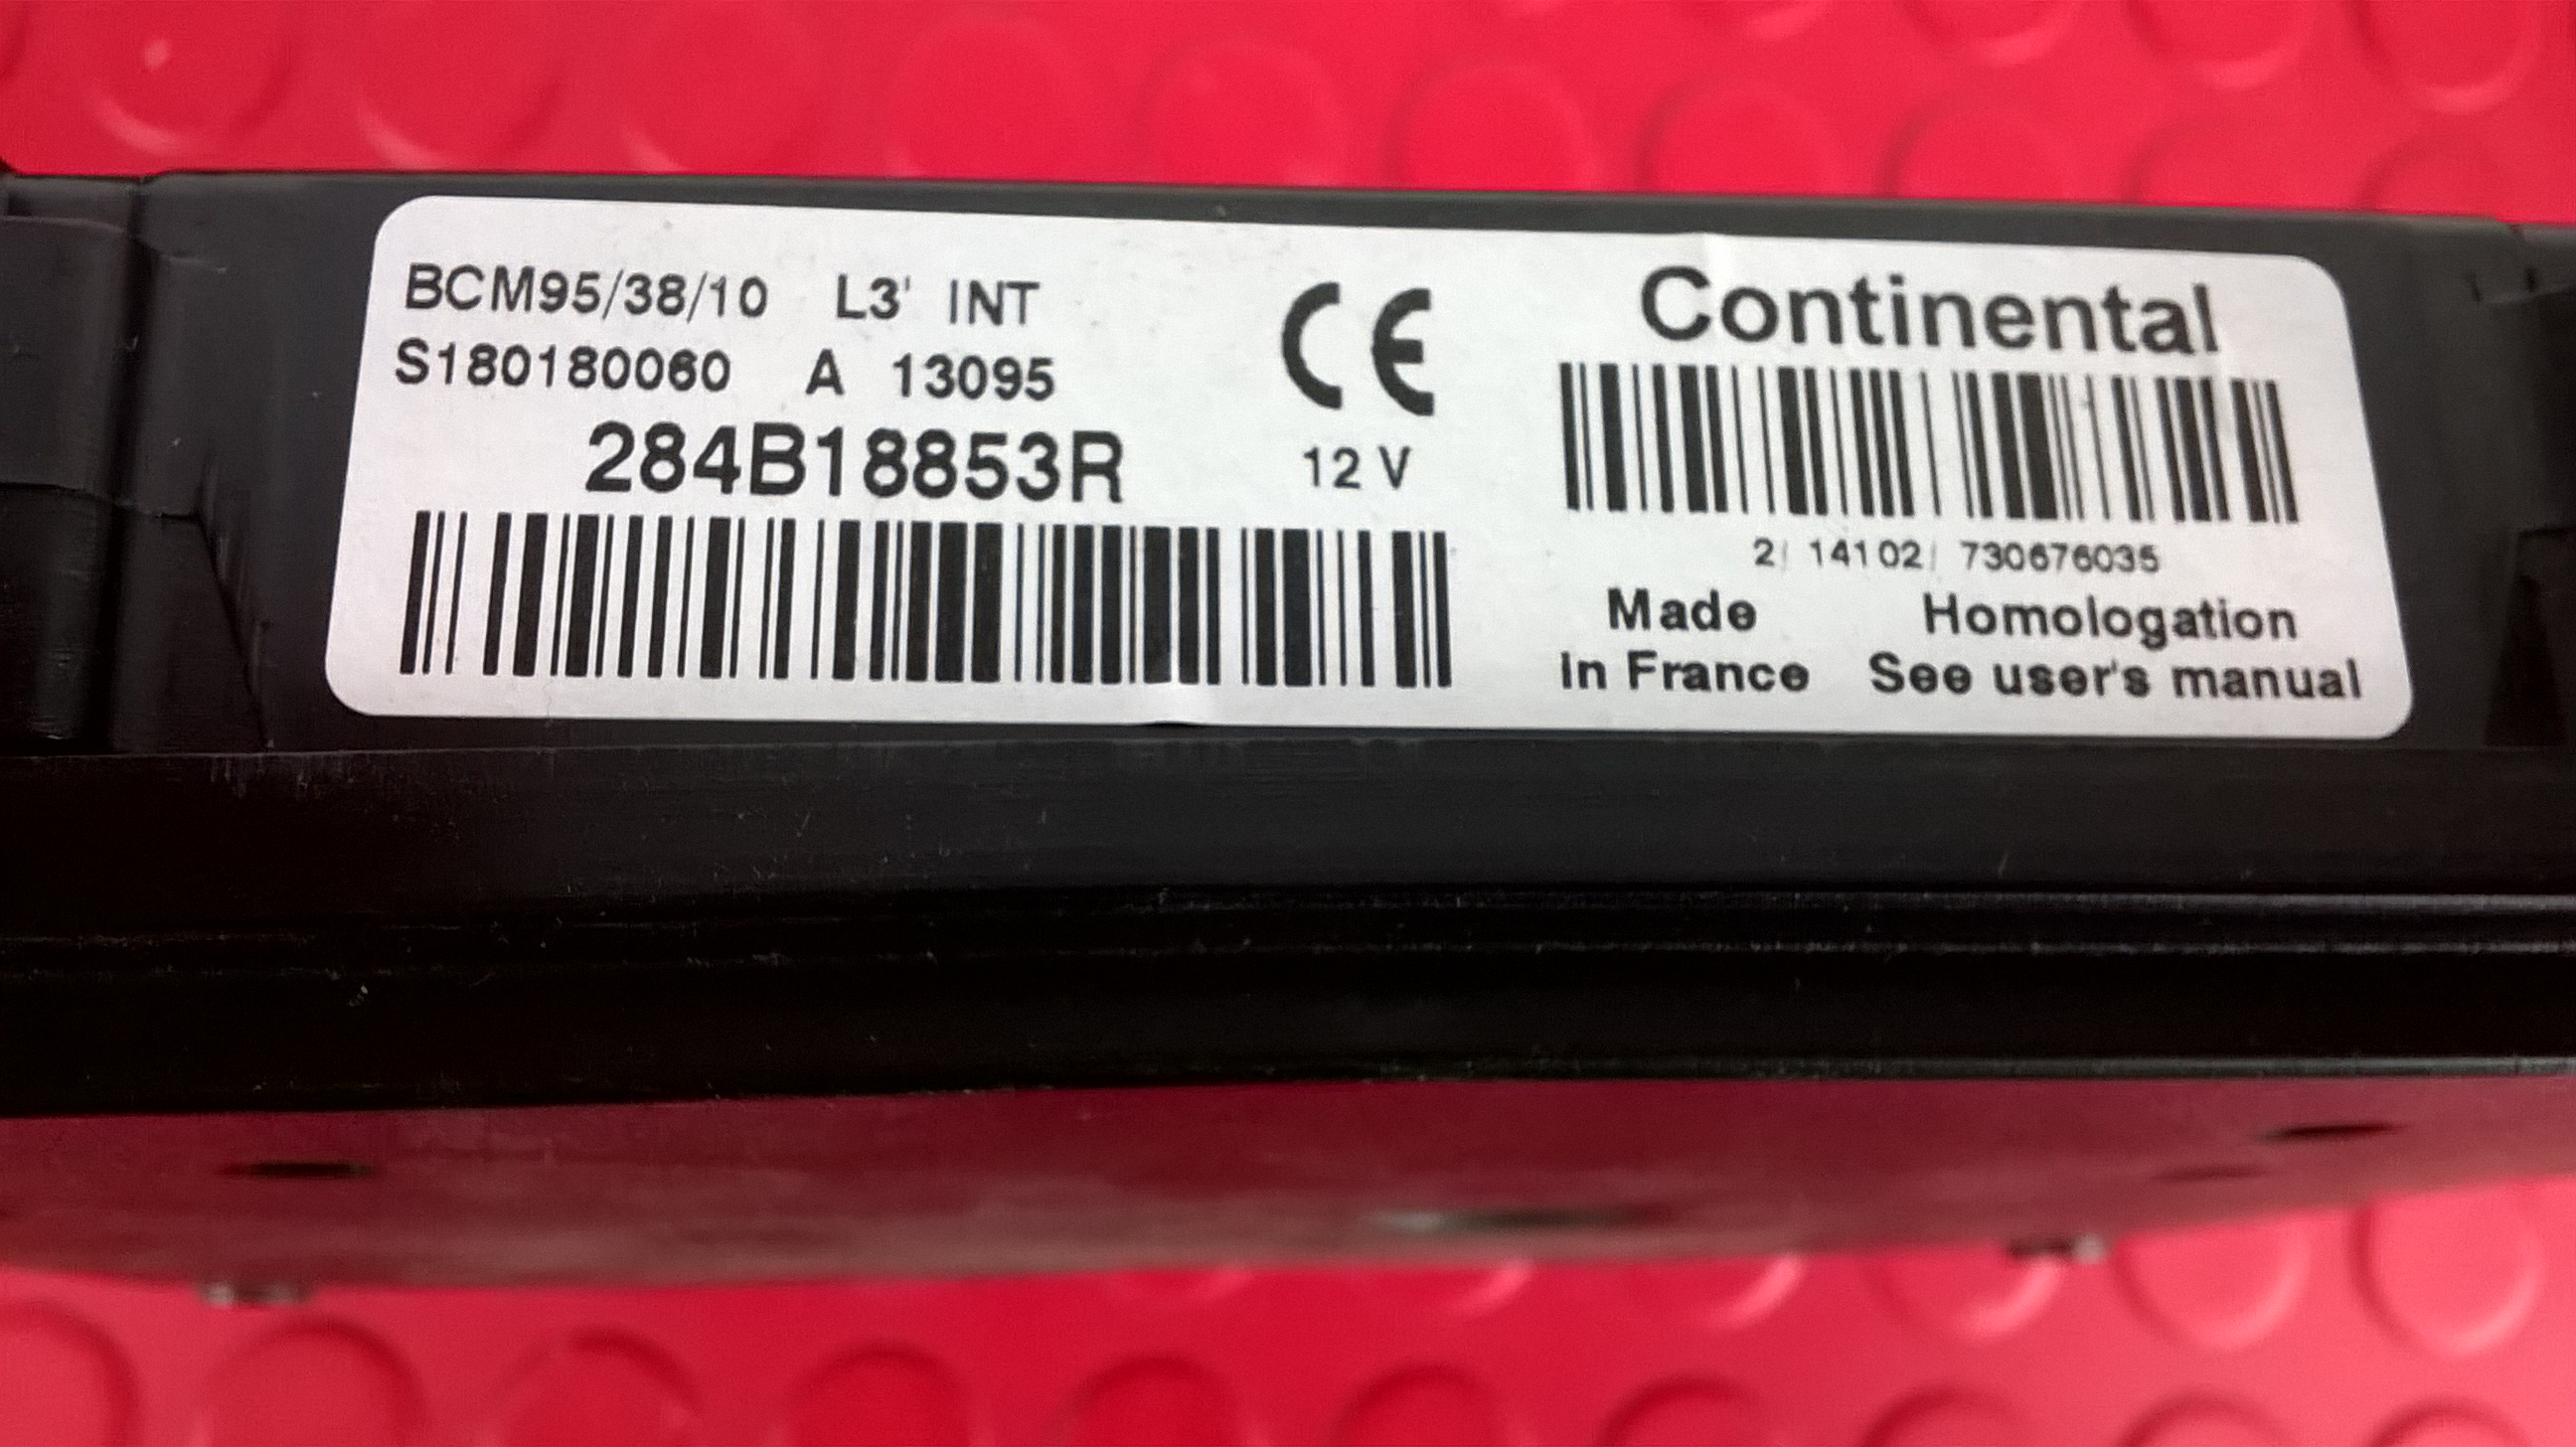 BCM95/38/10 L3' INT
S180180060 A 13095
284B18853R
CE
12 V
Continental
2| 14102| 730676035
Made
in France
Homologation
See user's manual